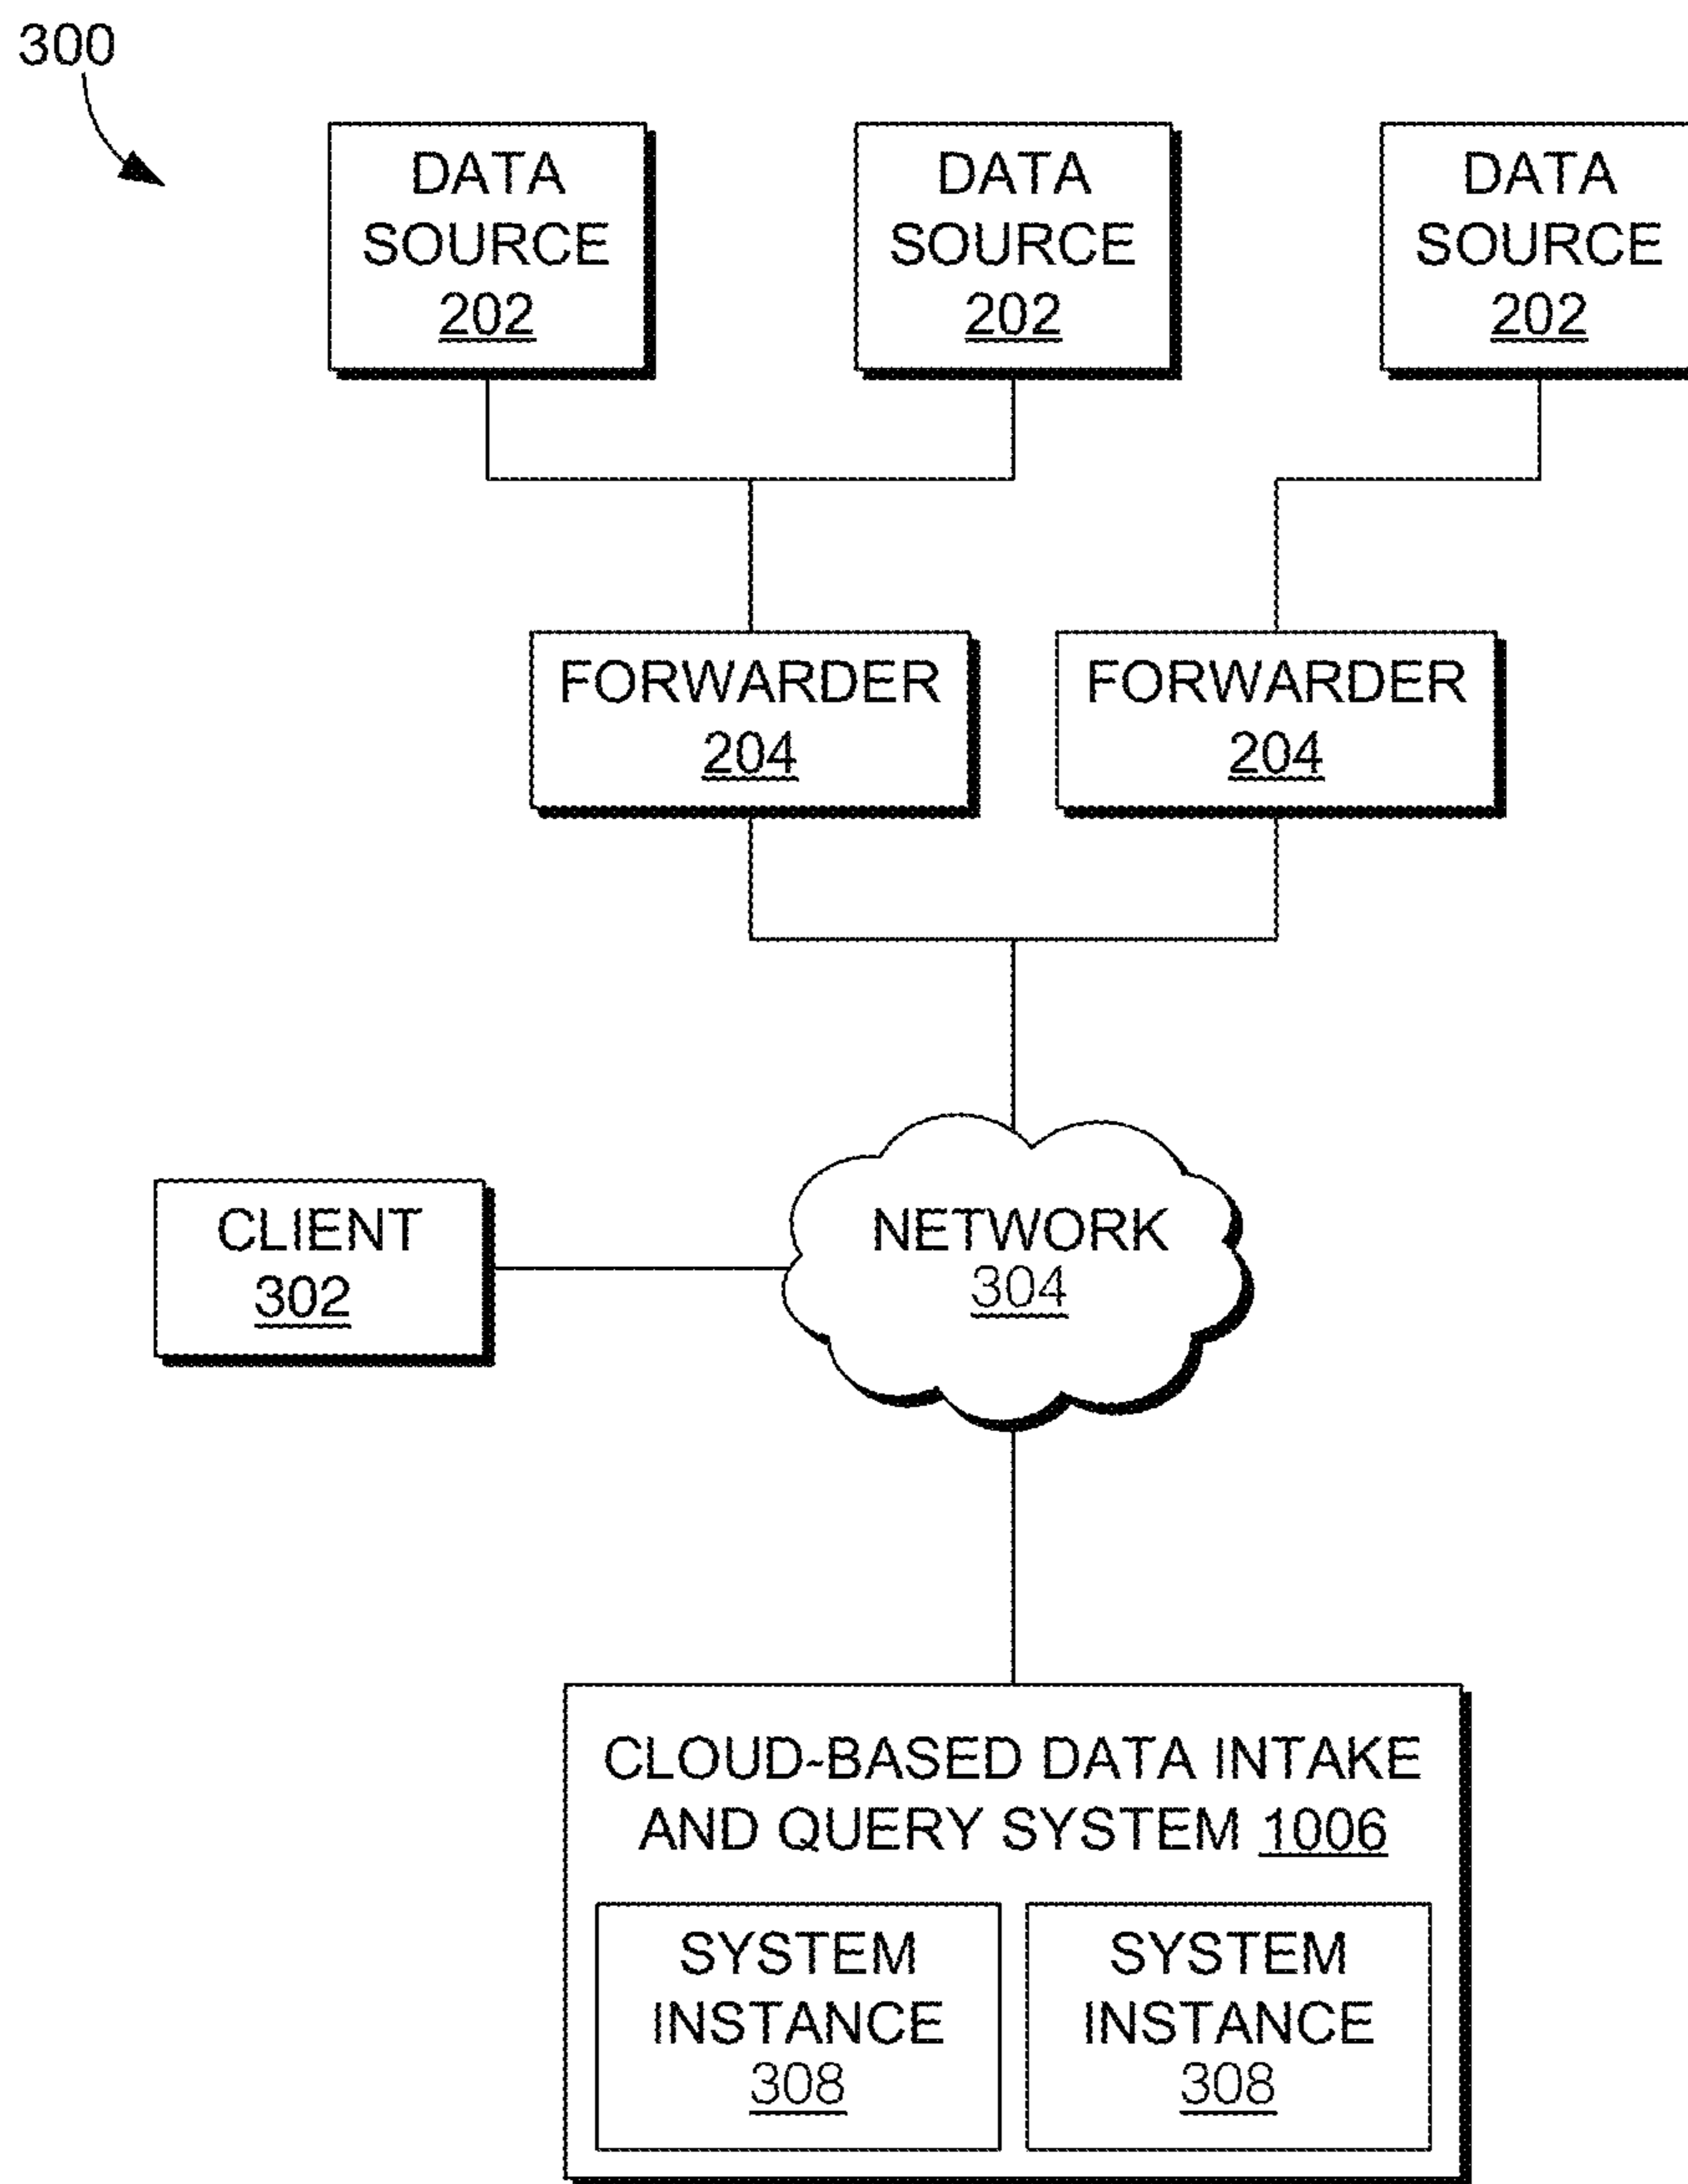 300
DATA
SOURCE
202
DATA
SOURCE
202
DATA
SOURCE
202
FORWARDER
204
FORWARDER
204
CLIENT
302
NETWORK
304
CLOUD-BASED DATA INTAKE
AND QUERY SYSTEM 1006
SYSTEM
INSTANCE
308
SYSTEM
INSTANCE
308